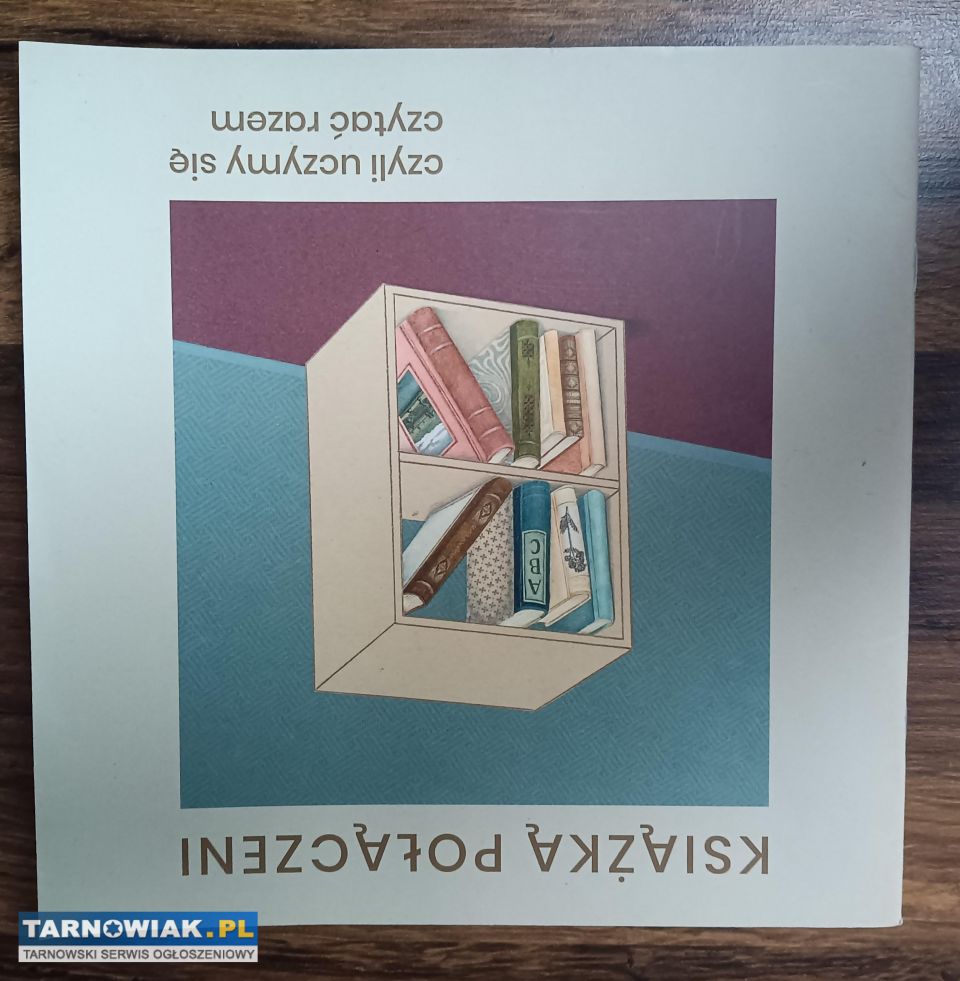 KSIĄŻKĄ POŁĄCZENI
ABC
czyli uczymy się
czytać razem
TARNOWIAK.PL
TARNOWSKI SERWIS OGŁOSZENIOWY